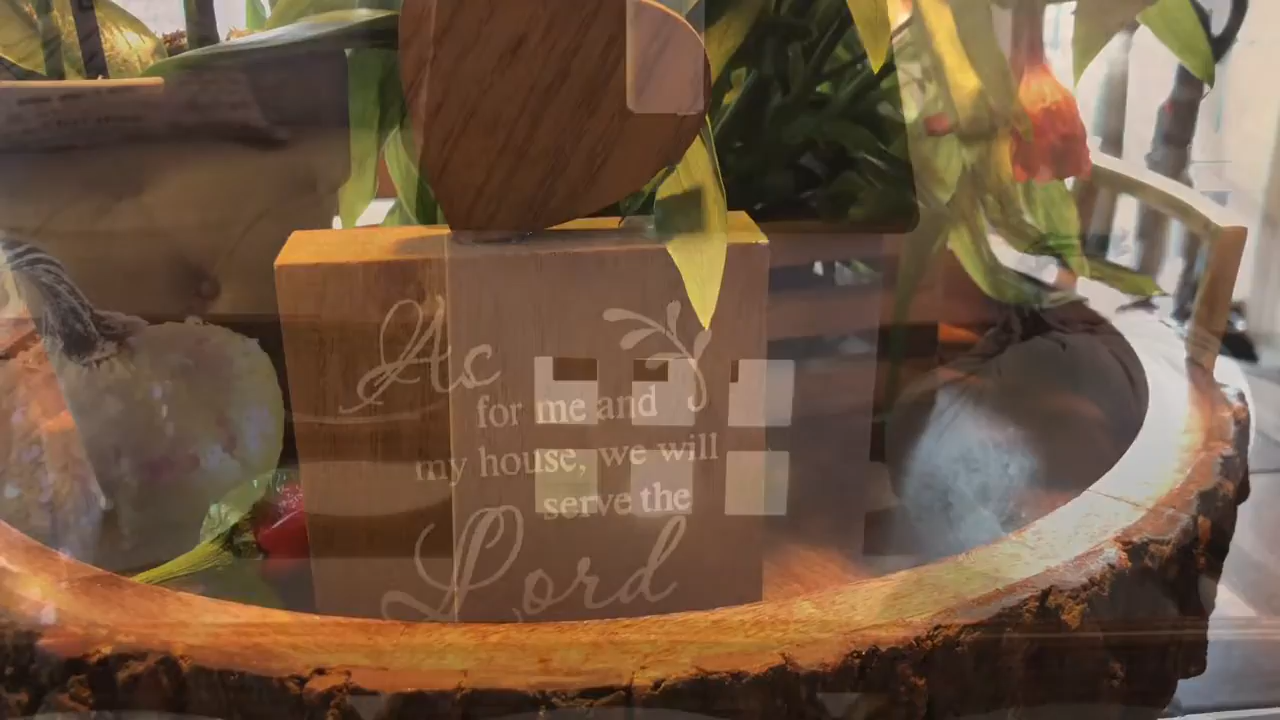 As
for me and
my house, we will
serve the
Lord